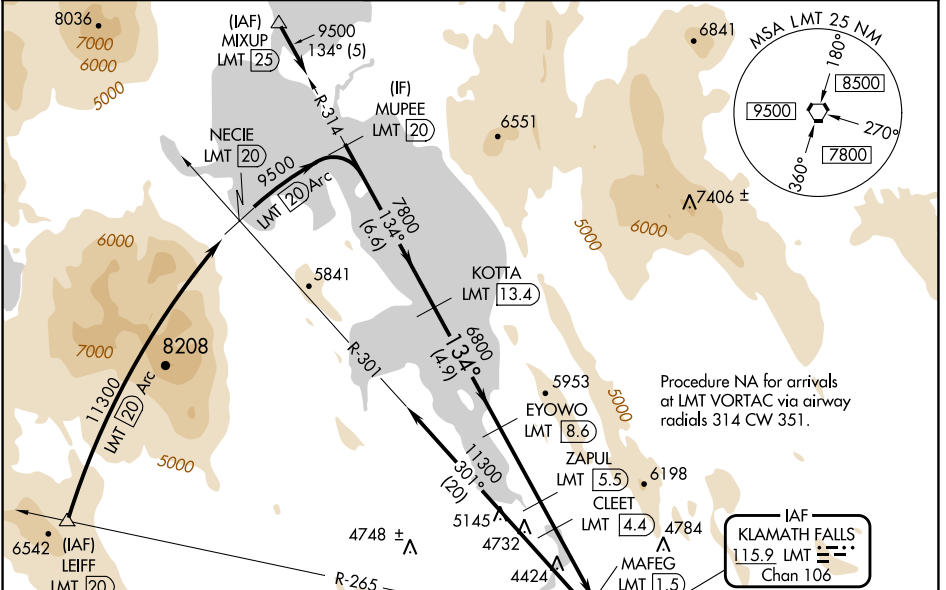 8036
7000
6000
5000
(IAF)
MIXUP
LMT 25
9500
134° (5)
R-314
(IF)
MUPEE
LMT 20
6841
MSA LMT 25 NM
180°
8500
9500
270°
7800
360°
6551
NECIE
LMT 20
9500
LMT 20 Arc
7800
134°
(6.6)
7406 ±
5000
6000
6000
5841
KOTTA
LMT 13.4
7000
8208
R-301
6800
134°
(4.9)
11300
LMT 20 Arc
5953
5000
Procedure NA for arrivals
at LMT VORTAC via airway
radials 314 CW 351.
EYOWO
LMT 8.6
5000
11300
301°
(20)
ZAPUL
LMT 5.5
6198
CLEET
LMT 4.4
5145
4732
4784
IAF
KLAMATH FALLS
115.9 LMT
Chan 106
6542
(IAF)
LEIFF
LMT 20
4748 ±
4424
MAFEG
LMT 1.5
R-265